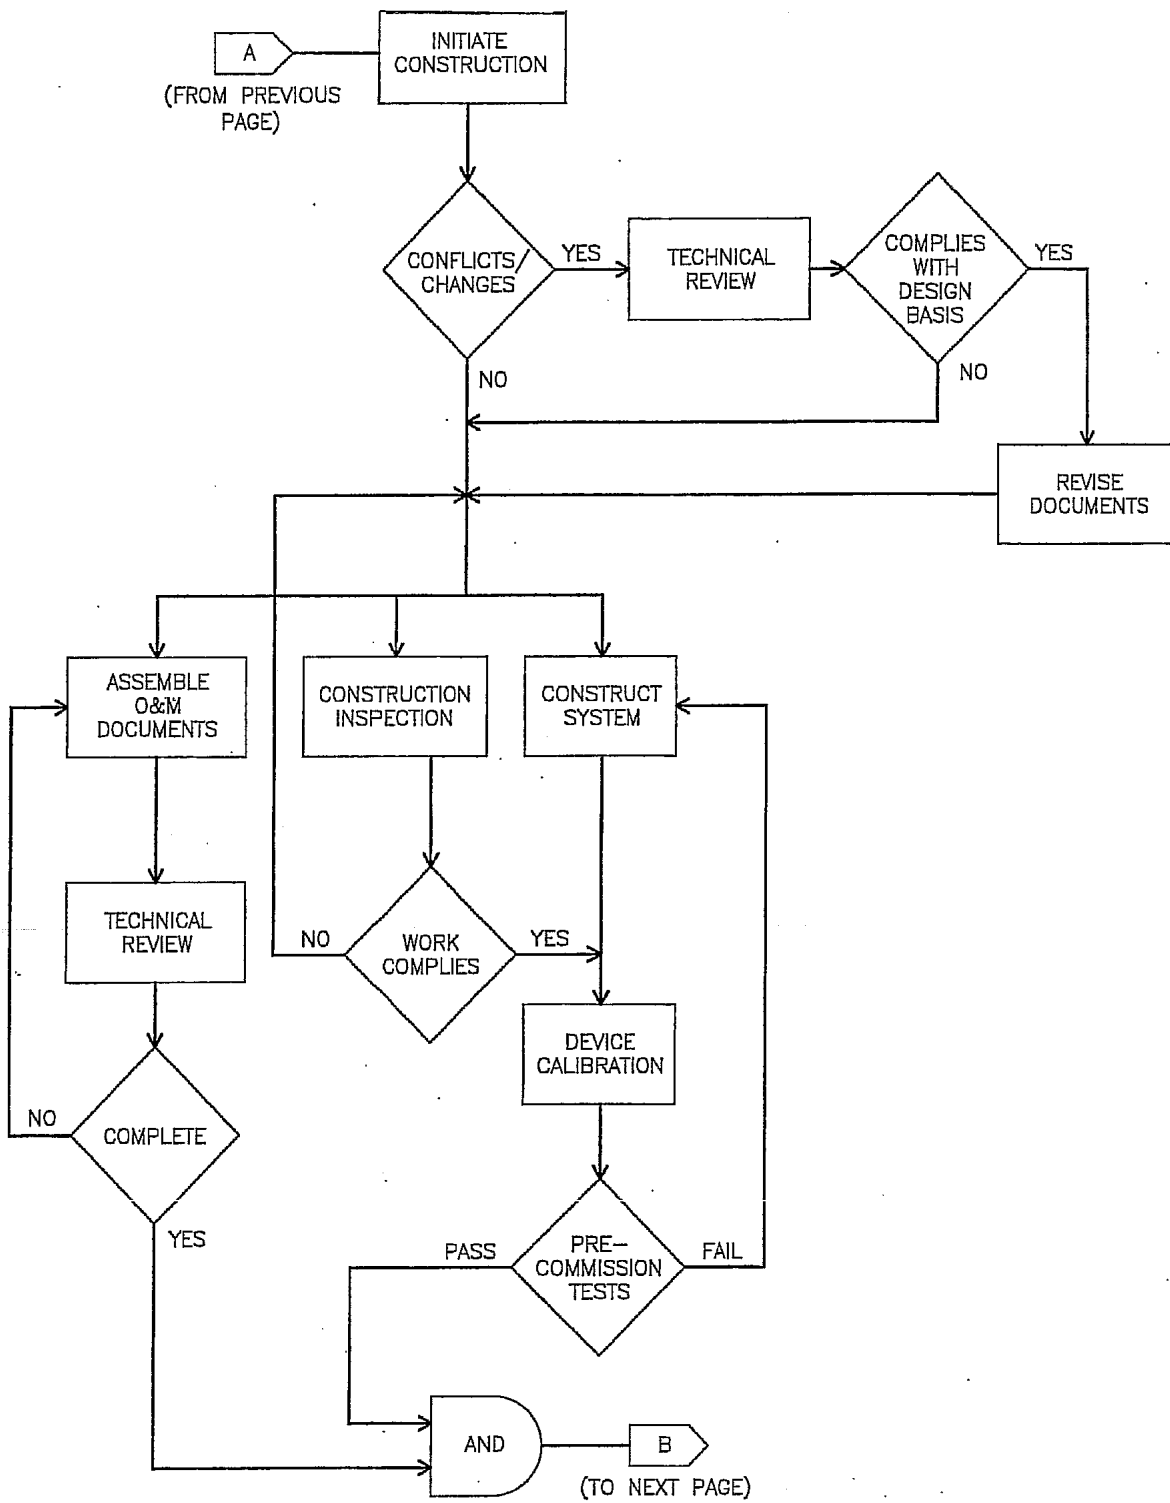 A
(FROM PREVIOUS
PAGE)
INITIATE
CONSTRUCTION
CONFLICTS/
CHANGES
YES
NO
TECHNICAL
REVIEW
COMPLIES
WITH
DESIGN
BASIS
YES
NO
REVISE
DOCUMENTS
ASSEMBLE
O&M
DOCUMENTS
CONSTRUCTION
INSPECTION
CONSTRUCT
SYSTEM
TECHNICAL
REVIEW
NO
WORK
COMPLIES
YES
DEVICE
CALIBRATION
NO
COMPLETE
YES
PASS
PRE-
COMMISSION
TESTS
FAIL
AND
B
(TO NEXT PAGE)